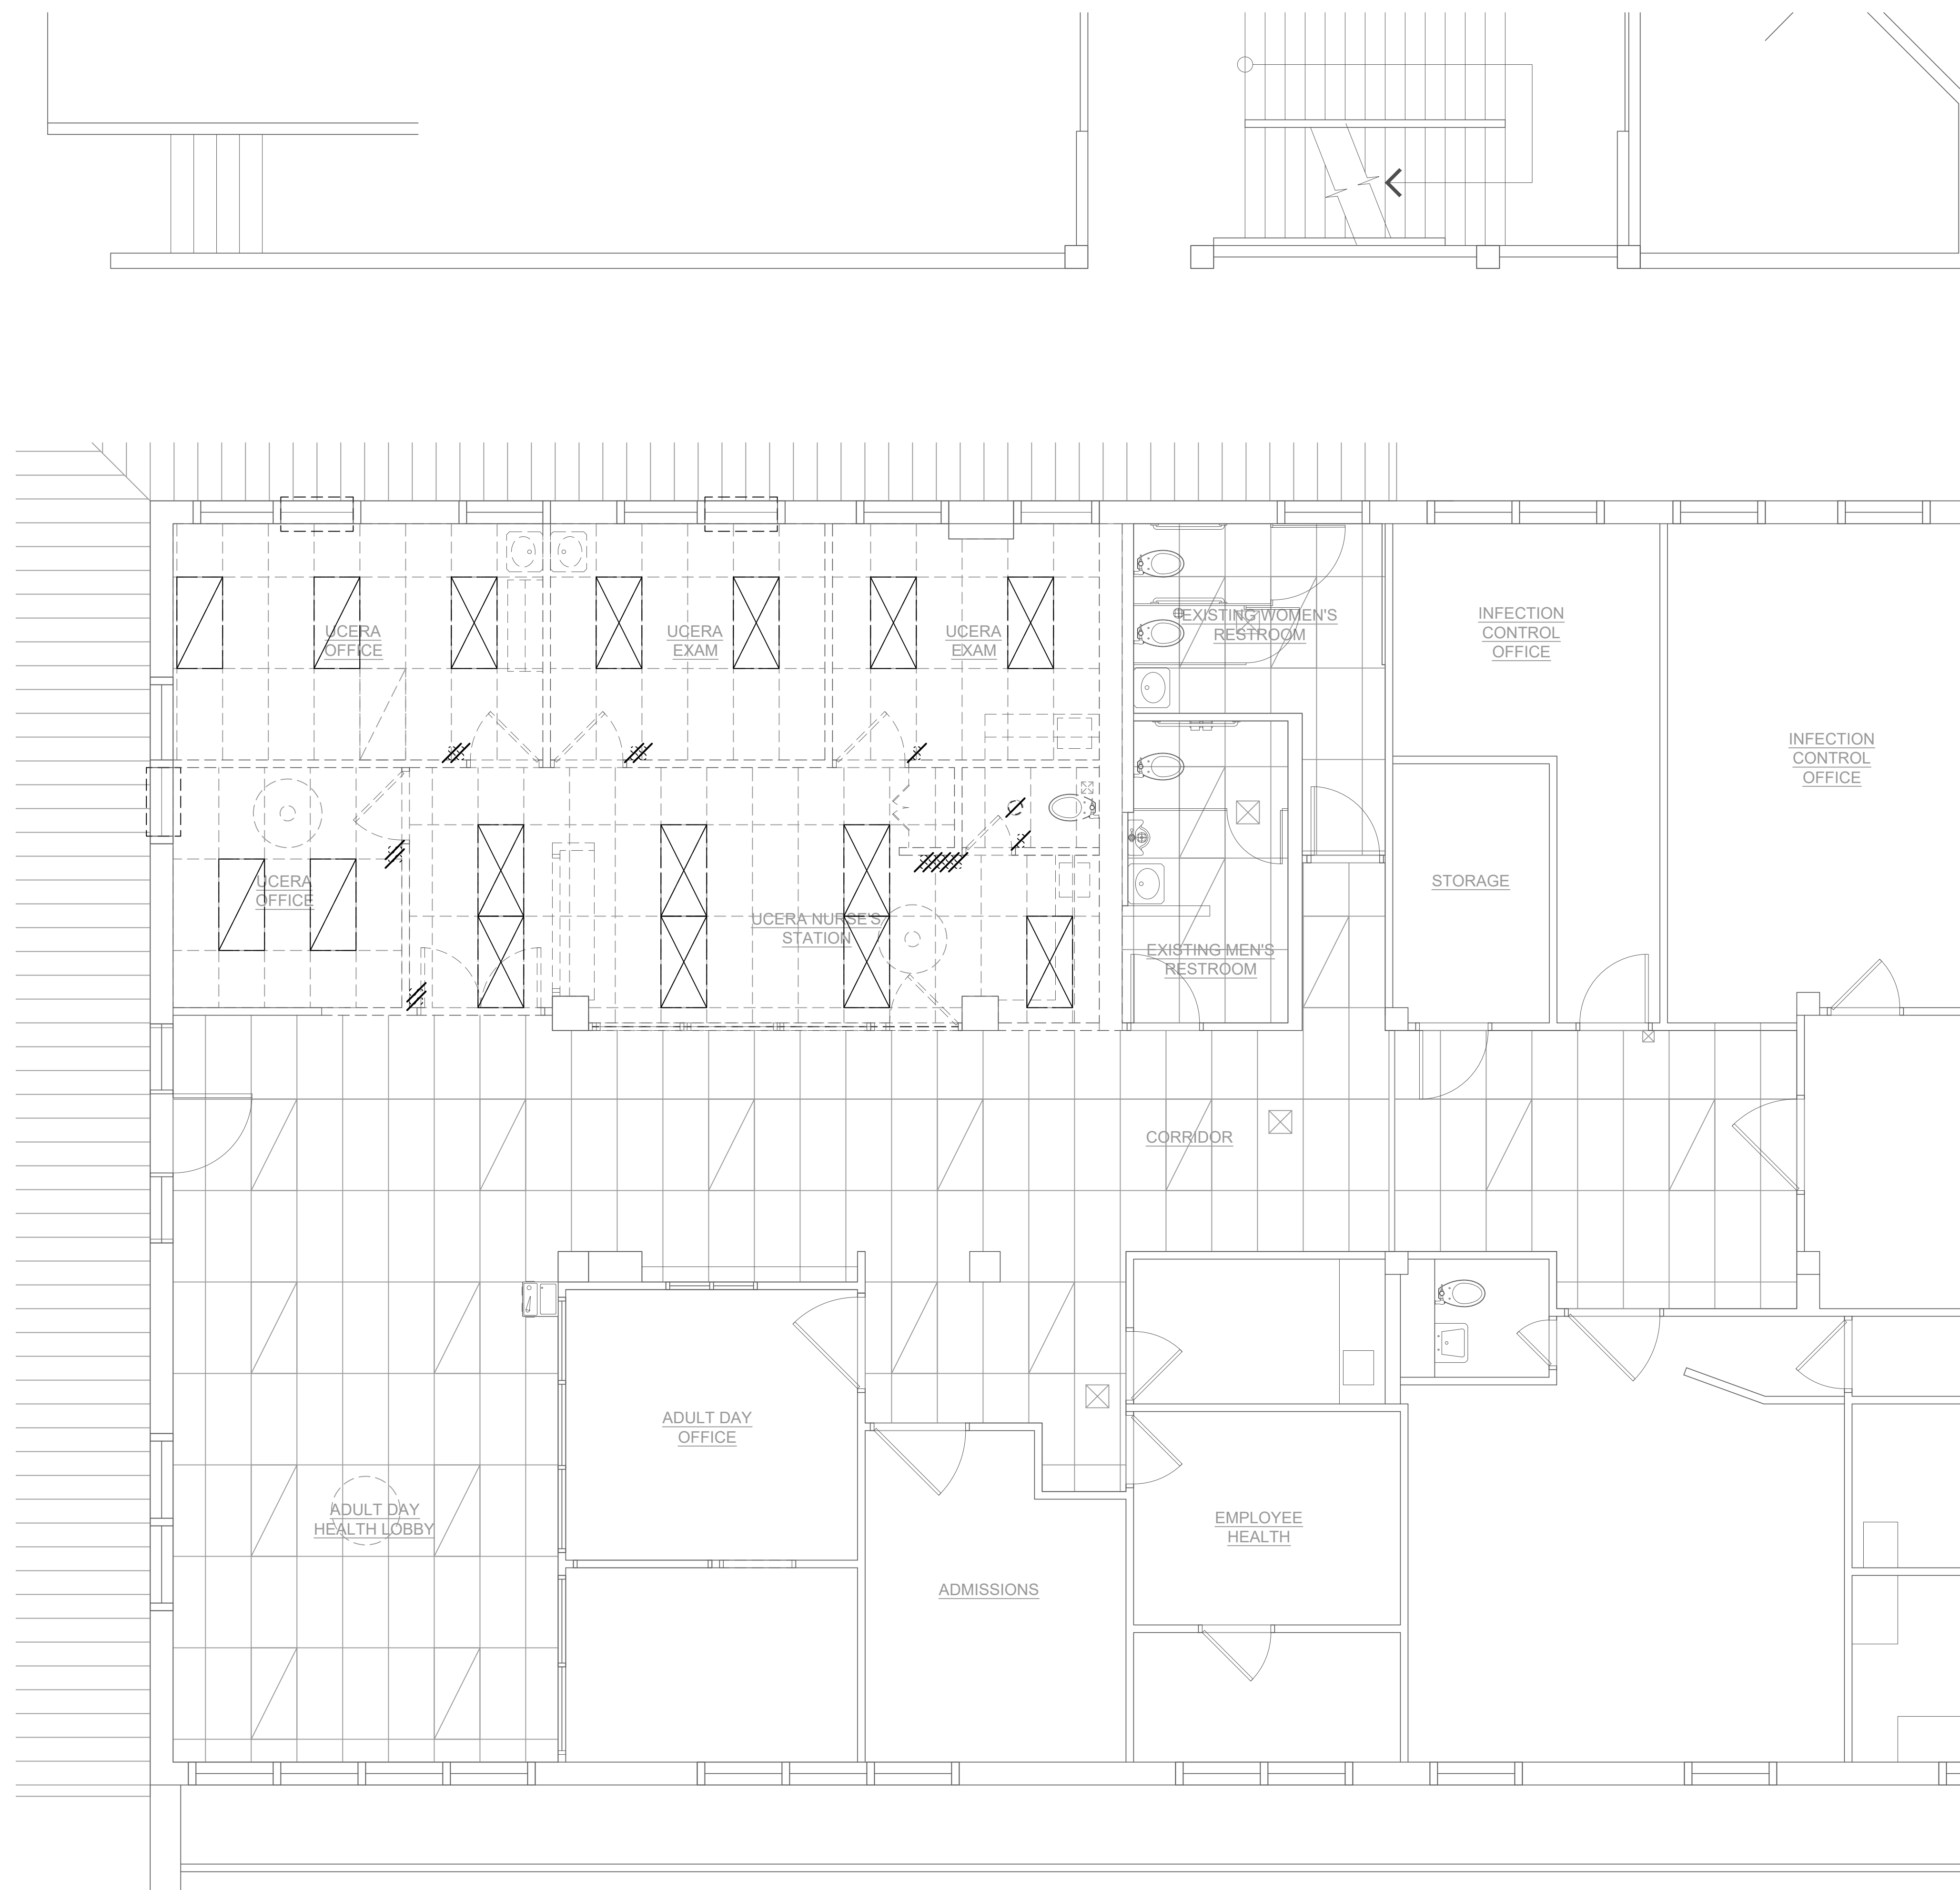 UCERA
OFFICE
UCERA
EXAM
UCERA
EXAM
EXISTING WOMEN'S
RESTROOM
INFECTION
CONTROL
OFFICE
INFECTION
CONTROL
OFFICE
UCERA
OFFICE
UCERA NURSE'S
STATION
STORAGE
EXISTING MEN'S
RESTROOM
CORRIDOR
ADULT DAY
OFFICE
ADULT DAY
HEALTH LOBBY
EMPLOYEE
HEALTH
ADMISSIONS